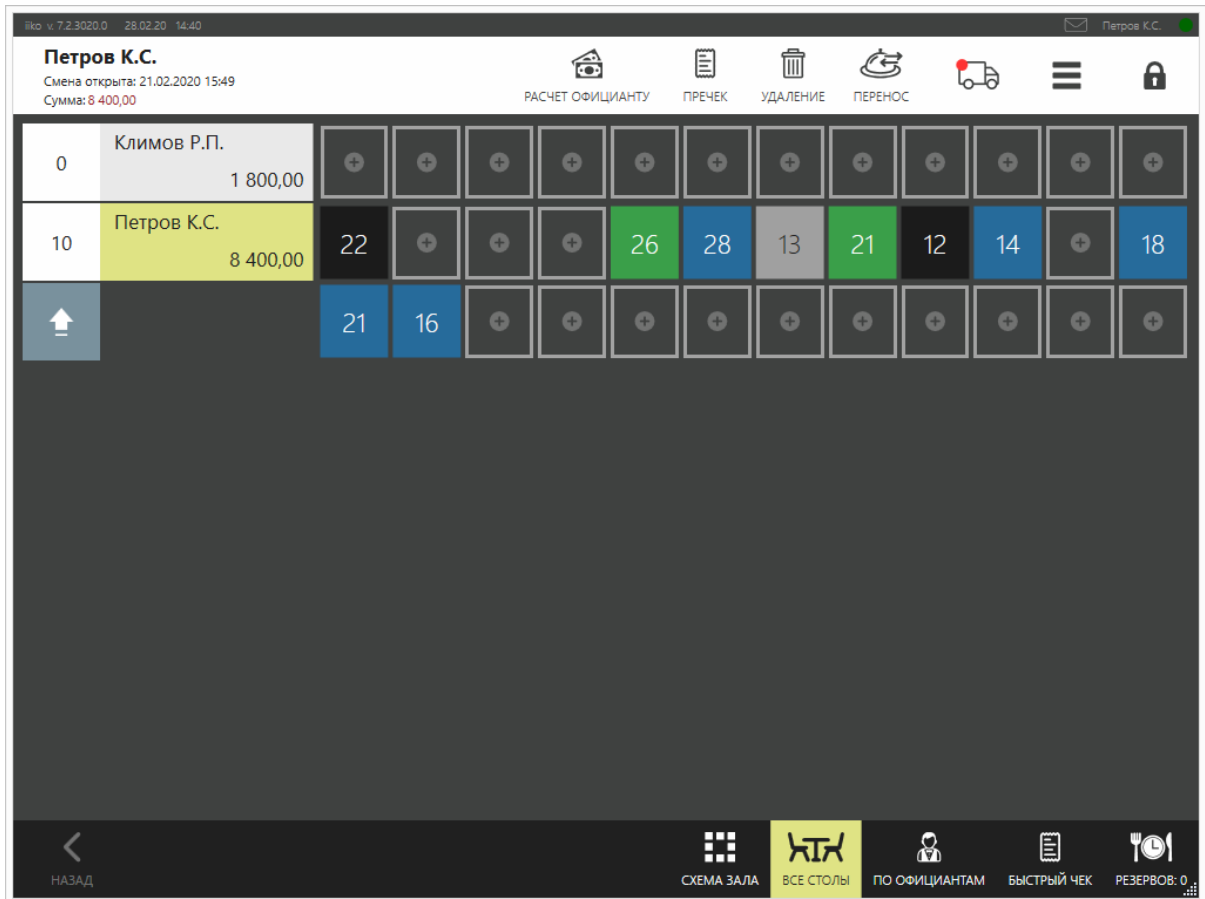 iiko v. 7.2.3020.0 28.02.20 14:40 Петров К.С.
Петров К.С.
Смена открыта: 21.02.2020 15:49
Сумма: 8 400,00
РАСЧЕТ ОФИЦИАНТУ ПРЕЧЕК УДАЛЕНИЕ ПЕРЕНОС
0 Климов Р.П.
1 800,00
10 Петров К.С.
8 400,00
22 26 28 13 21 12 14 18
21 16
НАЗАД СХЕМА ЗАЛА ВСЕ СТОЛЫ ПО ОФИЦИАНТАМ БЫСТРЫЙ ЧЕК РЕЗЕРВОВ: 0